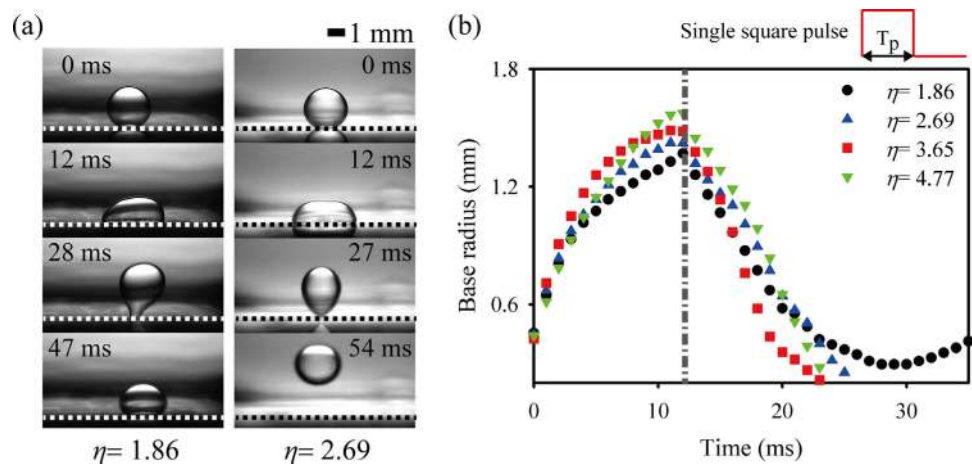 (a)
1 mm
0 ms
0 ms
12 ms
12 ms
28 ms
27 ms
47 ms
54 ms
η= 1.86
η= 2.69
(b)
Single square pulse
Tp
1.8
1.2
0.6
Base radius (mm)
η= 1.86
η= 2.69
η= 3.65
η= 4.77
0
10
20
30
Time (ms)